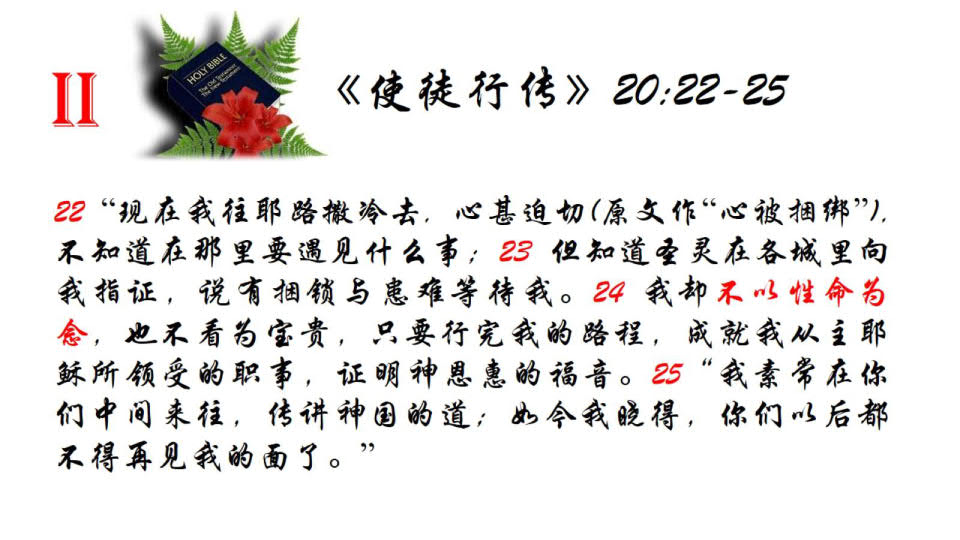 II
HOLY BIBLE
The Old Testament
The New Testament
《使徒行传》20:22-25
22 “现在我往耶路撒冷去，心甚迫切(原文作“心被捆绑”)，
不知道在那里要遇见什么事；23 但知道圣灵在各城里向
我指证，说有捆锁与患难等待我。24 我却不以性命为
念，也不看为宝贵，只要行完我的路程，成就我从主耶
稣所领受的职事，证明神恩惠的福音。25 “我素常在你
们中间来往，传讲神国的道；如今我晓得，你们以后都
不得再见我的面了。”